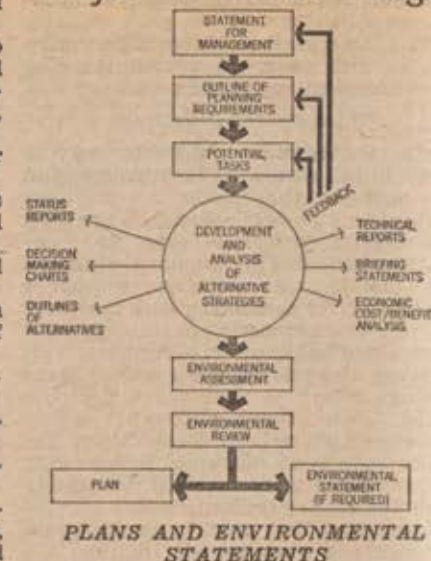 STATEMENT
FOR
MANAGEMENT
OUTLINE OF
PLANNING
REQUIREMENTS
POTENTIAL
TASKS
FEEDBACK
STATUS
REPORTS
DECISION
MAKING
CHARTS
OUTLINES
OF
ALTERNATIVES
DEVELOPMENT
AND
ANALYSIS
OF
ALTERNATIVE
STRATEGIES
TECHNICAL
REPORTS
BRIEFING
STATEMENTS
ECONOMIC
COST/BENEFIT
ANALYSIS
ENVIRONMENTAL
ASSESSMENT
ENVIRONMENTAL
REVIEW
PLAN
ENVIRONMENTAL
STATEMENT
(IF REQUIRED)
PLANS AND ENVIRONMENTAL
STATEMENTS